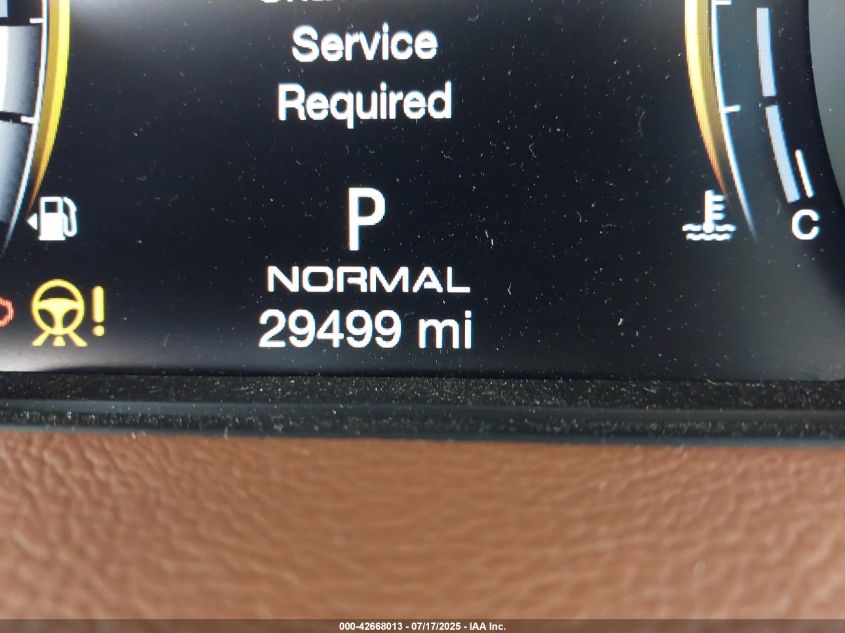 Service
Required
P
C
NORMAL
29499 mi
000-42668013 - 07/17/2025 - IAA Inc.